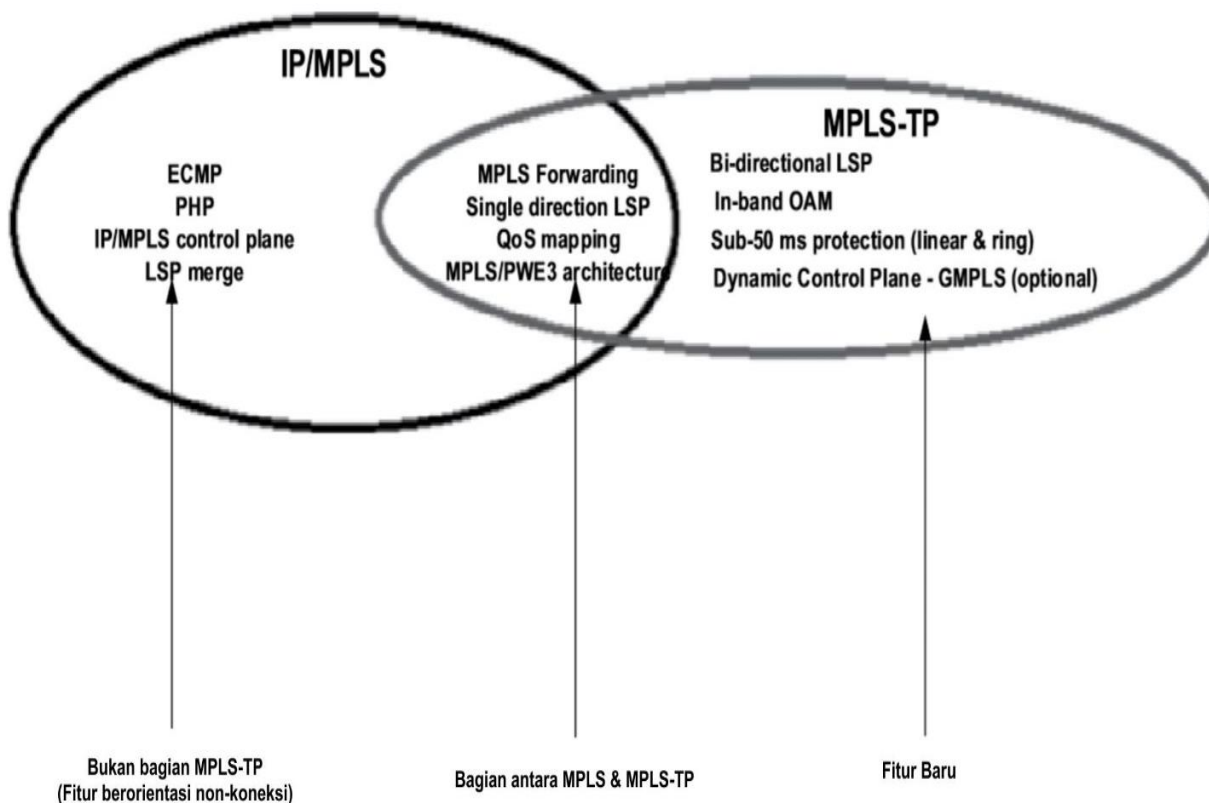 IP/MPLS
ECMP
PHP
IP/MPLS control plane
LSP merge
MPLS Forwarding
Single direction LSP
QoS mapping
MPLS/PWE3 architecture
MPLS-TP
Bi-directional LSP
In-band OAM
Sub-50 ms protection (linear & ring)
Dynamic Control Plane - GMPLS (optional)
Bukan bagian MPLS-TP
(Fitur berorientasi non-koneksi)
Bagian antara MPLS & MPLS-TP
Fitur Baru